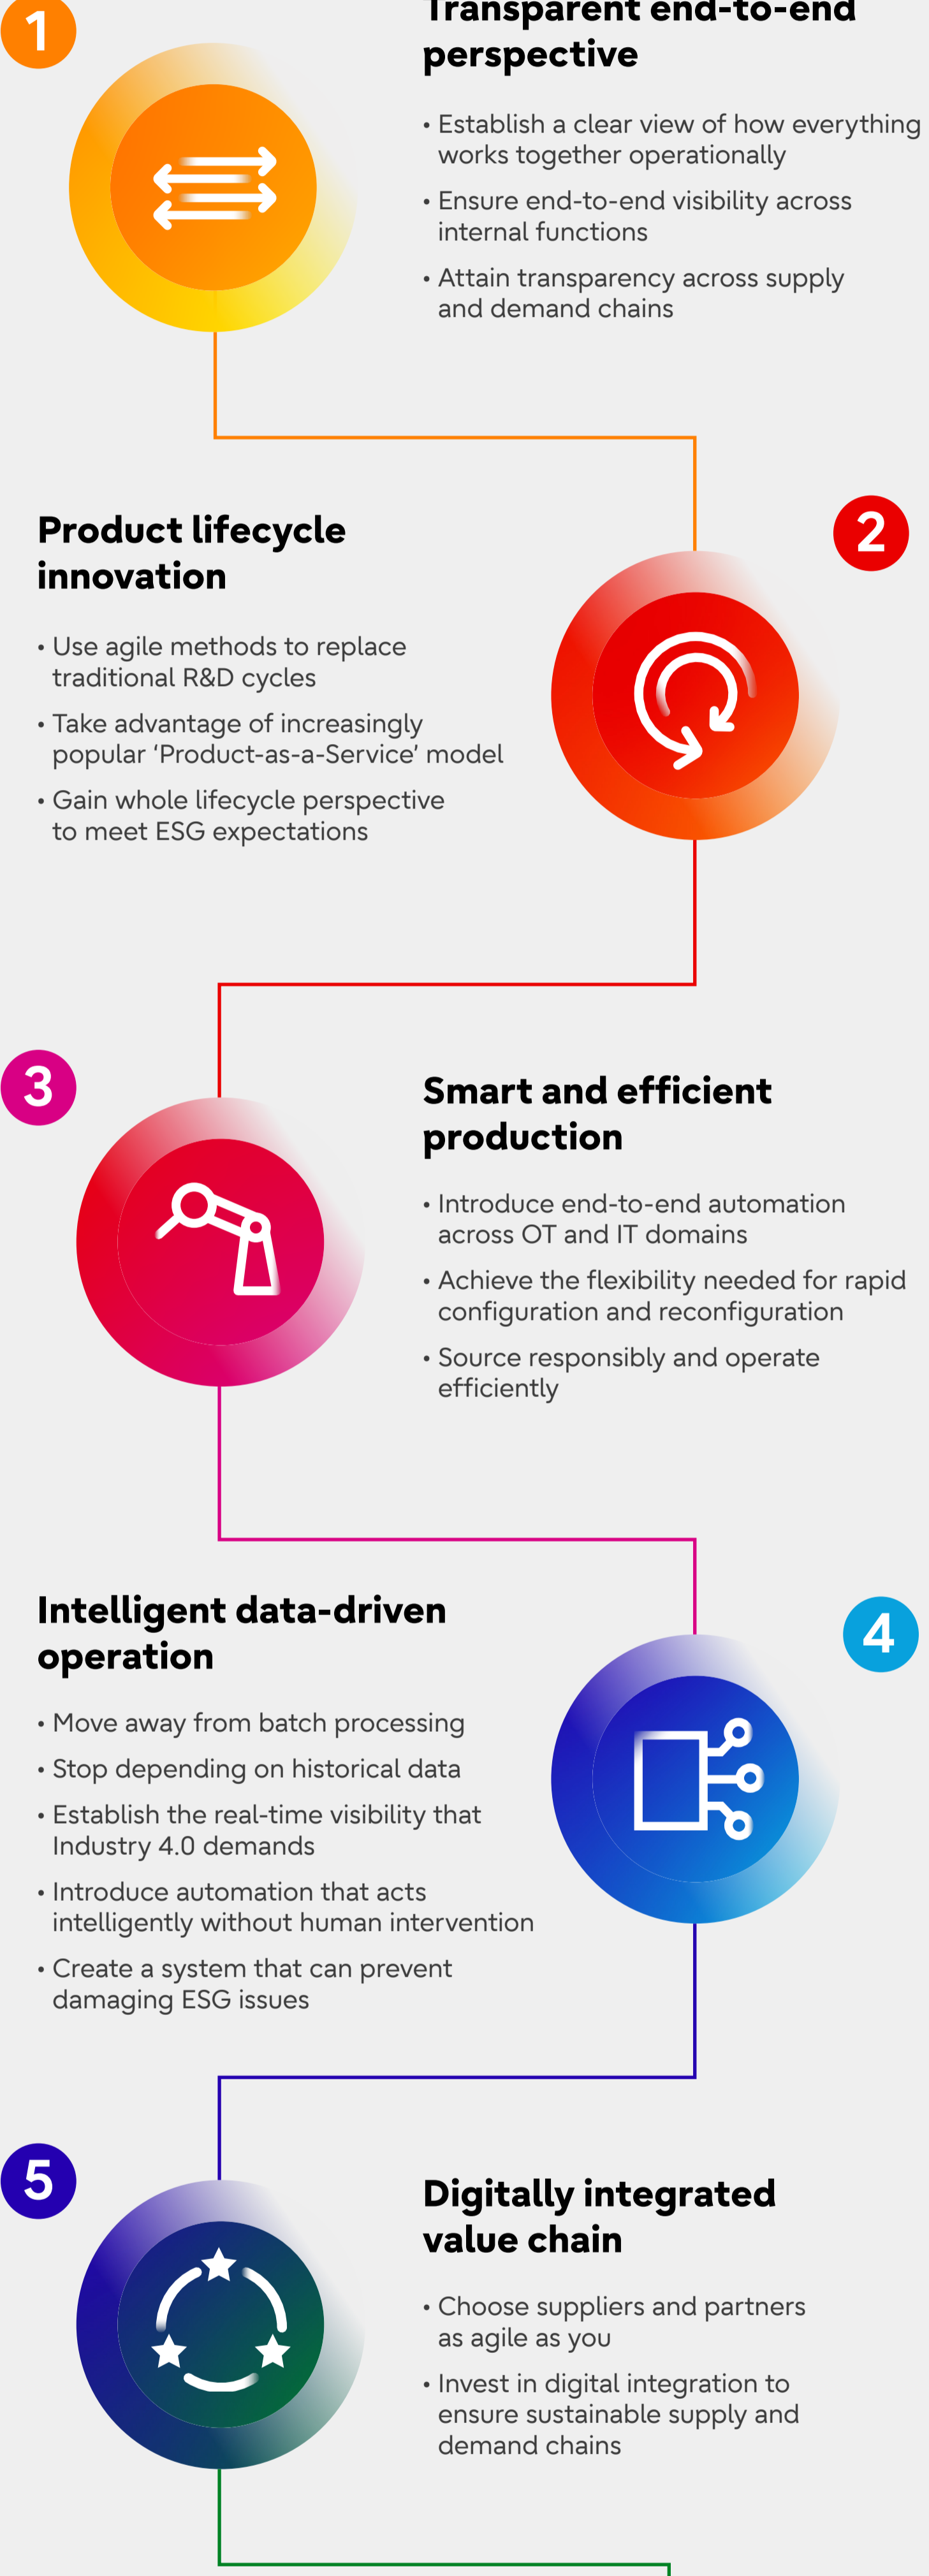 1
Transparent end-to-end
perspective
• Establish a clear view of how everything
works together operationally
• Ensure end-to-end visibility across
internal functions
• Attain transparency across supply
and demand chains
Product lifecycle
innovation
2
• Use agile methods to replace
traditional R&D cycles
• Take advantage of increasingly
popular ‘Product-as-a-Service’ model
• Gain whole lifecycle perspective
to meet ESG expectations
3
Smart and efficient
production
• Introduce end-to-end automation
across OT and IT domains
• Achieve the flexibility needed for rapid
configuration and reconfiguration
• Source responsibly and operate
efficiently
Intelligent data-driven
operation
4
• Move away from batch processing
• Stop depending on historical data
• Establish the real-time visibility that
Industry 4.0 demands
• Introduce automation that acts
intelligently without human intervention
• Create a system that can prevent
damaging ESG issues
5
Digitally integrated
value chain
• Choose suppliers and partners
as agile as you
• Invest in digital integration to
ensure sustainable supply and
demand chains